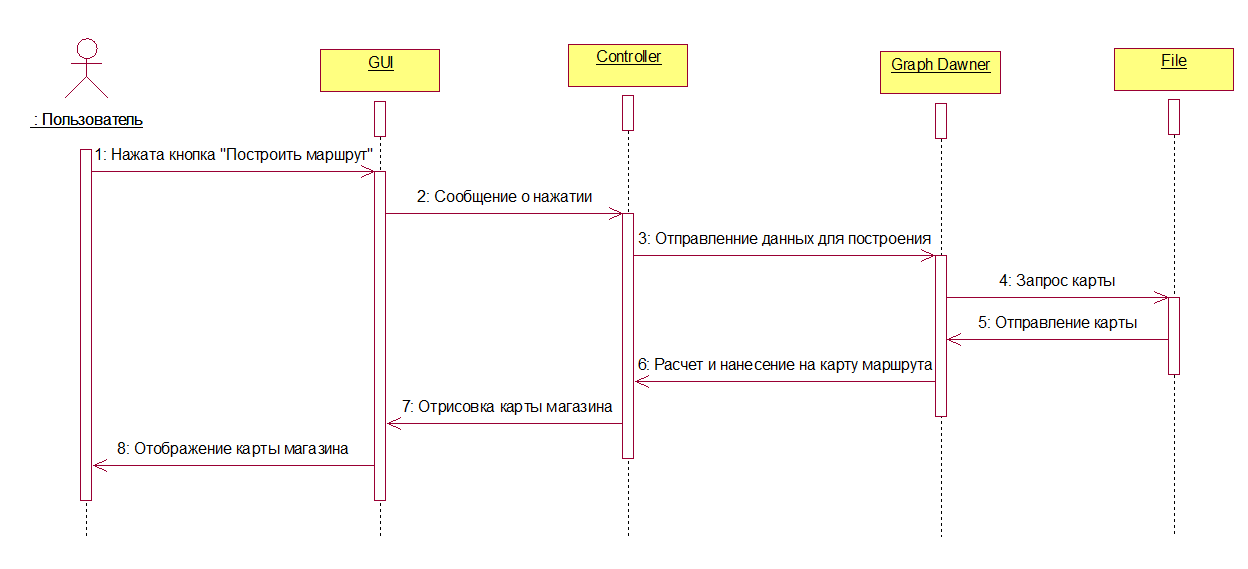 GUI
Controller
Graph Dawner
File
: Пользователь
1: Нажата кнопка "Построить маршрут"
2: Сообщение о нажатии
3: Отправленние данных для построения
4: Запрос карты
5: Отправление карты
6: Расчет и нанесение на карту маршрута
7: Отрисовка карты магазина
8: Отображение карты магазина